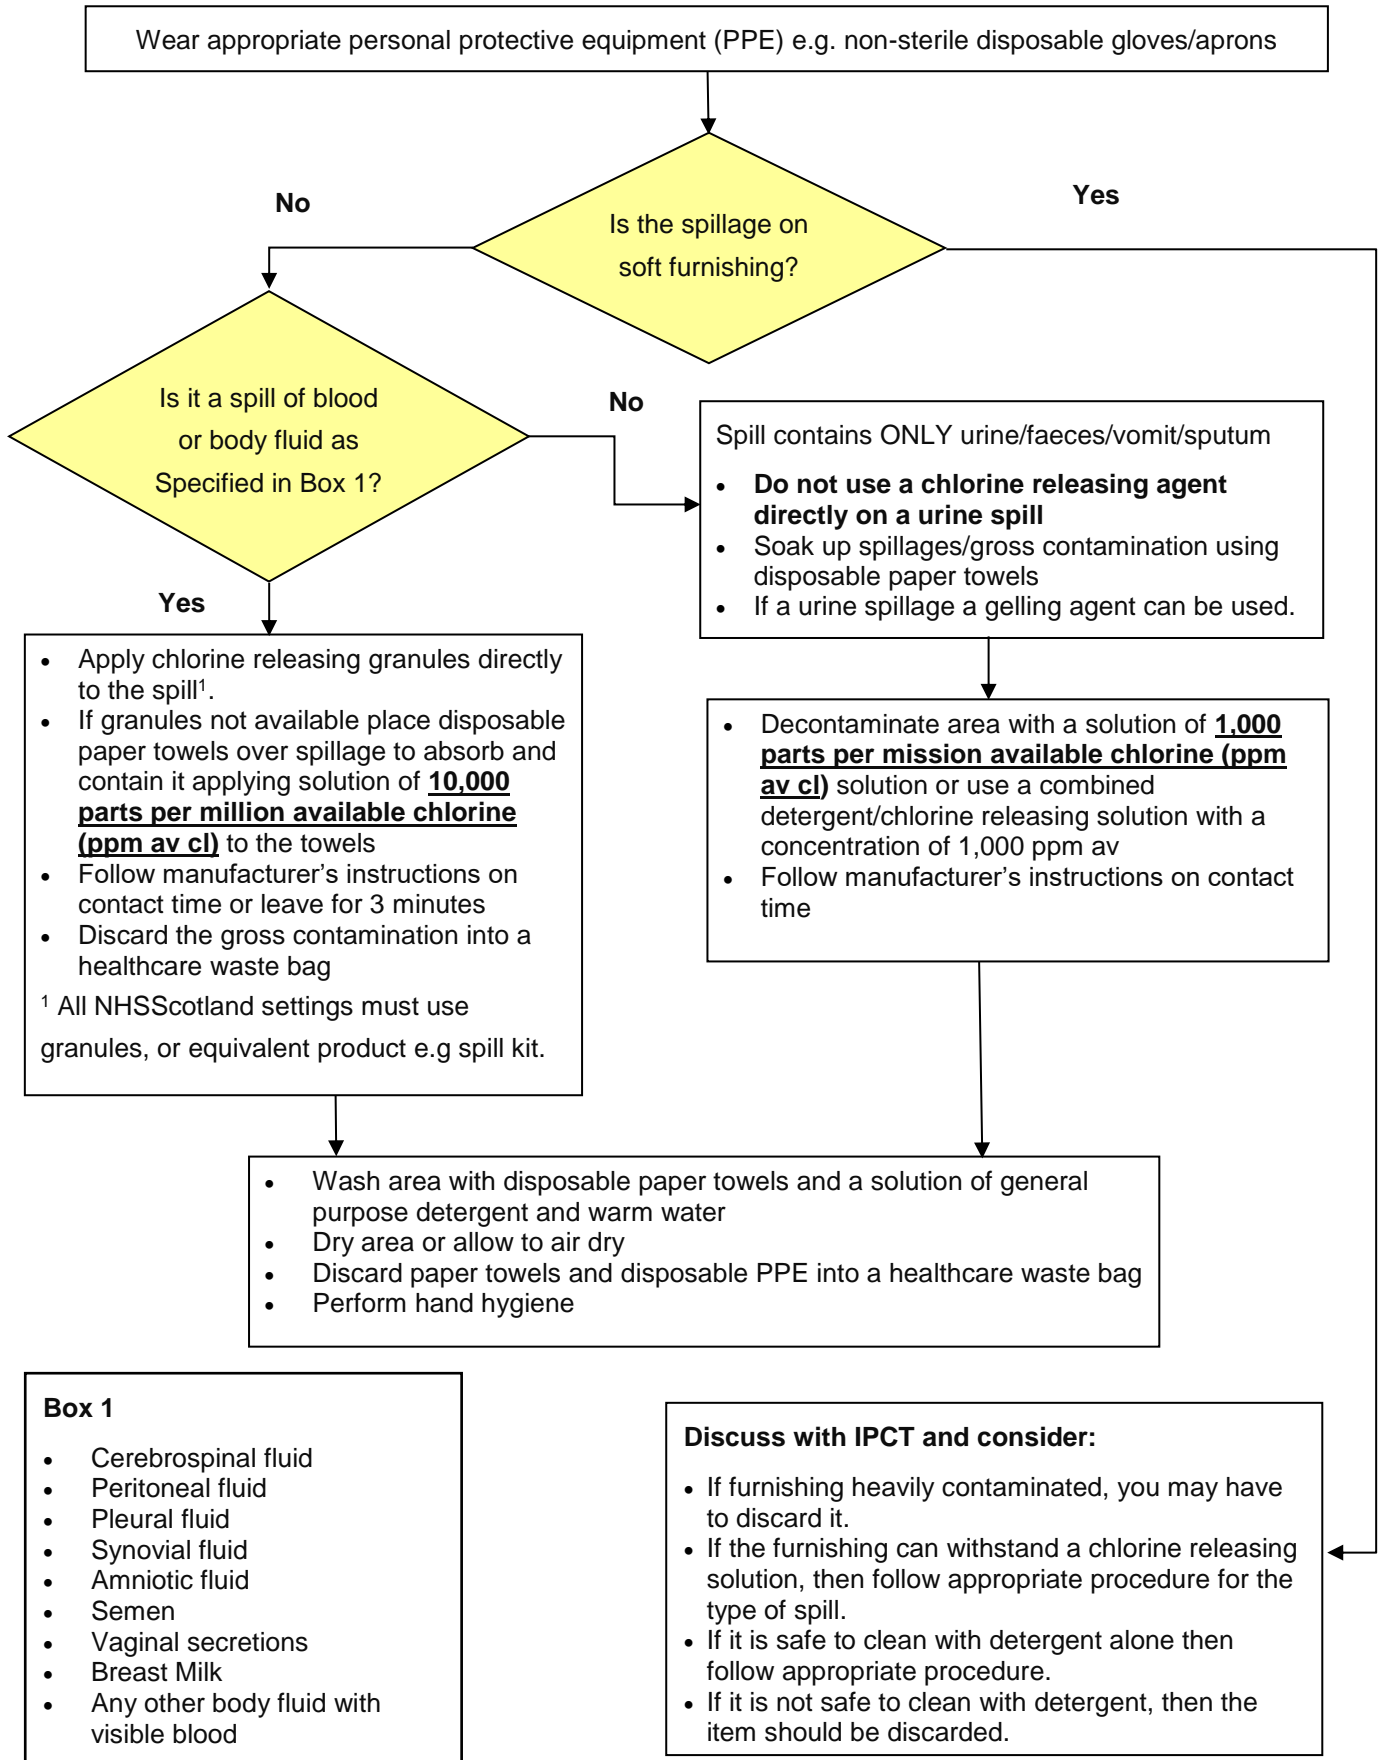 Wear appropriate personal protective equipment (PPE) e.g. non-sterile disposable gloves/aprons
No
Yes
Is the spillage on
soft furnishing?
Is it a spill of blood
or body fluid as
Specified in Box 1?
No
Yes
Spill contains ONLY urine/faeces/vomit/sputum
• Do not use a chlorine releasing agent
directly on a urine spill
• Soak up spillages/gross contamination using
disposable paper towels
• If a urine spillage a gelling agent can be used.
• Apply chlorine releasing granules directly
to the spill¹.
• If granules not available place disposable
paper towels over spillage to absorb and
contain it applying solution of 10,000
parts per million available chlorine
(ppm av cl) to the towels
• Follow manufacturer’s instructions on
contact time or leave for 3 minutes
• Discard the gross contamination into a
healthcare waste bag
¹ All NHSScotland settings must use
granules, or equivalent product e.g spill kit.
• Decontaminate area with a solution of 1,000
parts per mission available chlorine (ppm
av cl) solution or use a combined
detergent/chlorine releasing solution with a
concentration of 1,000 ppm av
• Follow manufacturer’s instructions on contact
time
• Wash area with disposable paper towels and a solution of general
purpose detergent and warm water
• Dry area or allow to air dry
• Discard paper towels and disposable PPE into a healthcare waste bag
• Perform hand hygiene
Box 1
• Cerebrospinal fluid
• Peritoneal fluid
• Pleural fluid
• Synovial fluid
• Amniotic fluid
• Semen
• Vaginal secretions
• Breast Milk
• Any other body fluid with
visible blood
Discuss with IPCT and consider:
• If furnishing heavily contaminated, you may have
to discard it.
• If the furnishing can withstand a chlorine releasing
solution, then follow appropriate procedure for the
type of spill.
• If it is safe to clean with detergent alone then
follow appropriate procedure.
• If it is not safe to clean with detergent, then the
item should be discarded.